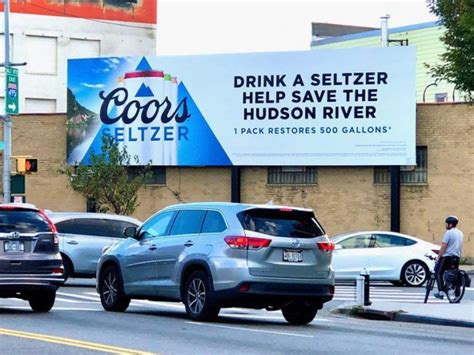 Coors
SELTZER
DRINK A SELTZER
HELP SAVE THE
HUDSON RIVER
1 PACK RESTORES 500 GALLONS*